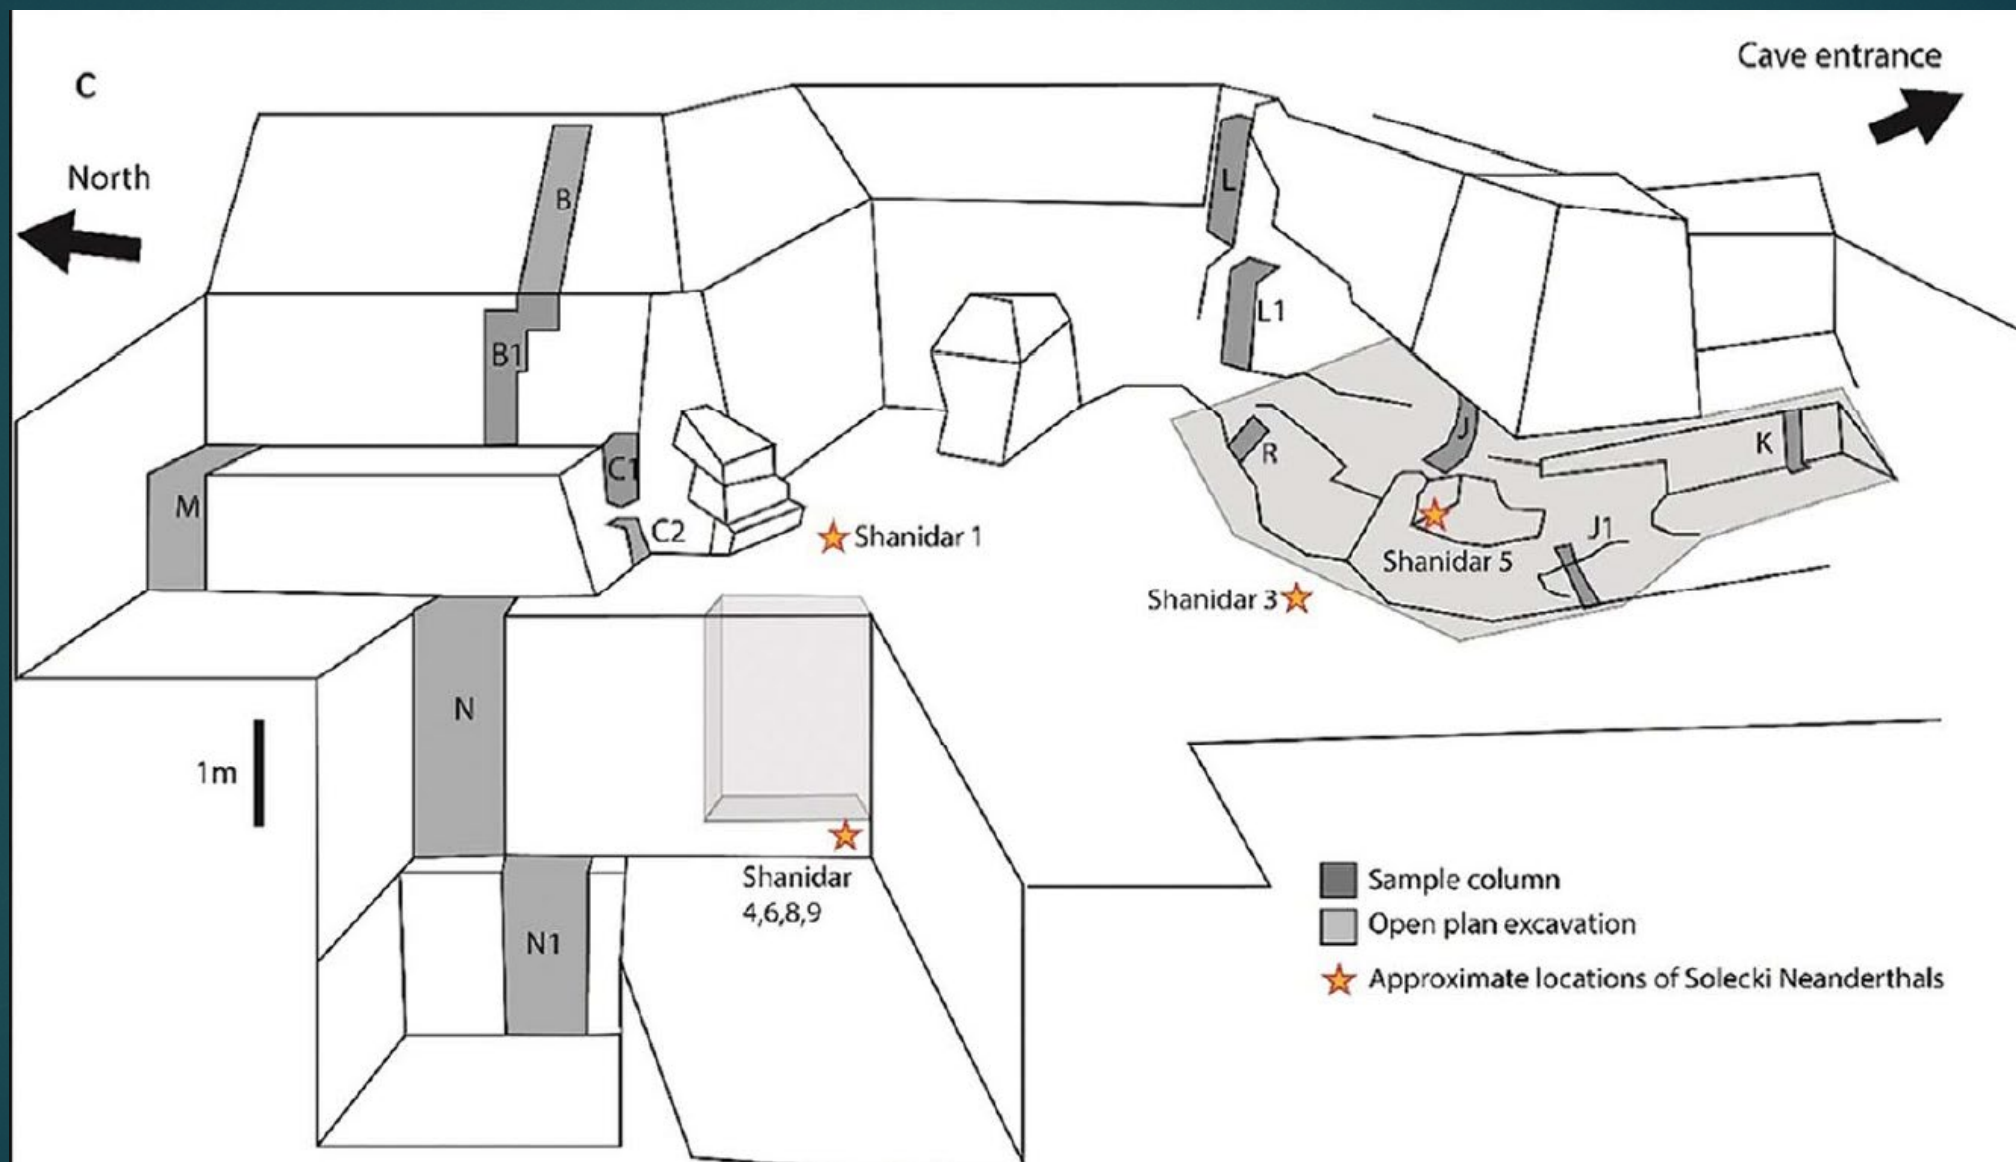 C
Cave entrance
North
B
L
L1
B1
J
K
R
C1
M
C2
J1
Shanidar 1
Shanidar 5
Shanidar 3
N
1m
Shanidar
4,6,8,9
N1
Sample column
Open plan excavation
Approximate locations of Solecki Neanderthals